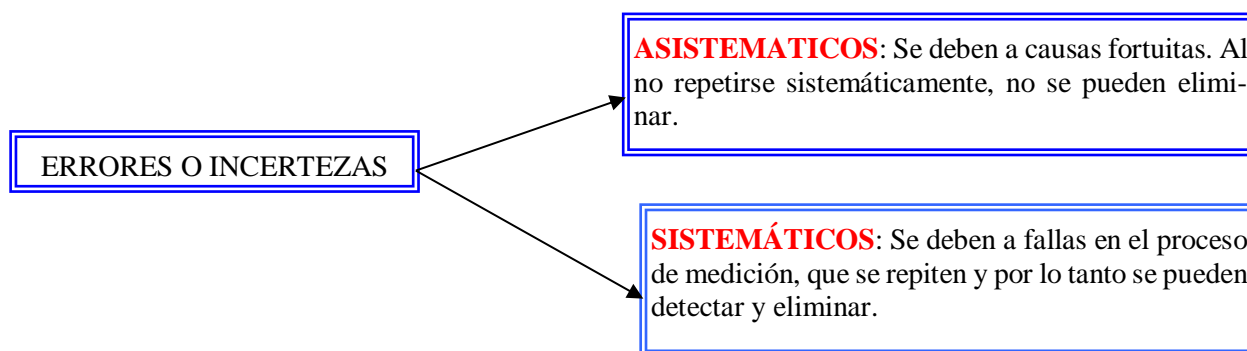 ASISTEMATICOS: Se deben a causas fortuitas. Al
no repetirse sistemáticamente, no se pueden elimi-
nar.
ERRORES O INCERTEZAS
SISTEMÁTICOS: Se deben a fallas en el proceso
de medición, que se repiten y por lo tanto se pueden
detectar y eliminar.